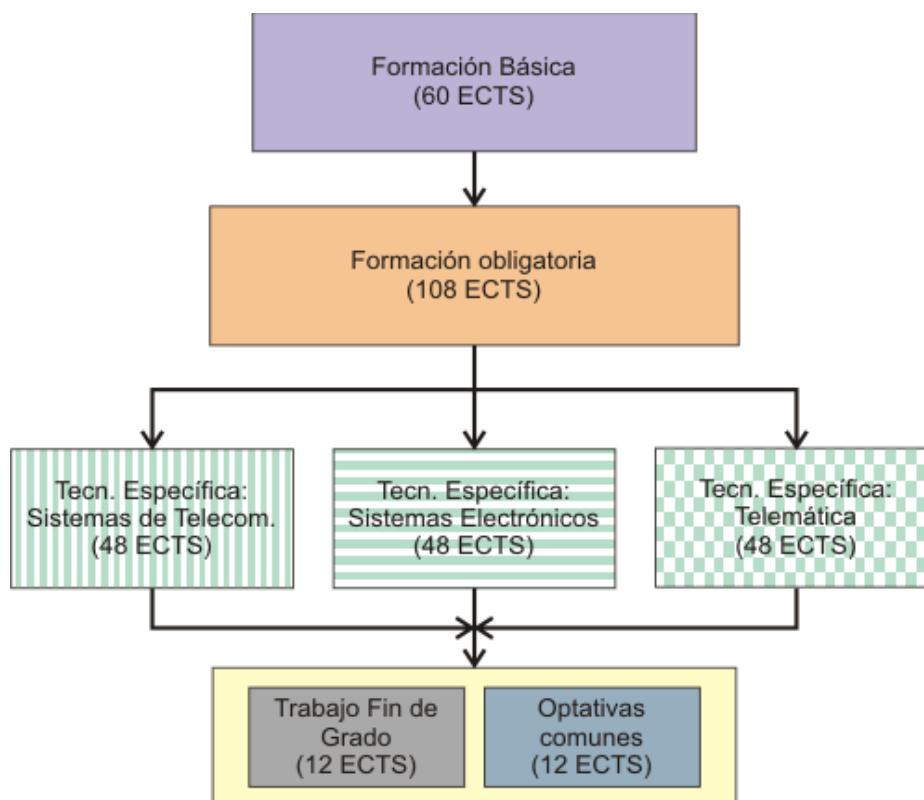 Formación Básica
(60 ECTS)
Formación obligatoria
(108 ECTS)
Tecn. Específica:
Sistemas de Telecom.
(48 ECTS)
Tecn. Específica:
Sistemas Electrónicos
(48 ECTS)
Tecn. Específica:
Telemática
(48 ECTS)
Trabajo Fin de
Grado
(12 ECTS)
Optativas
comunes
(12 ECTS)